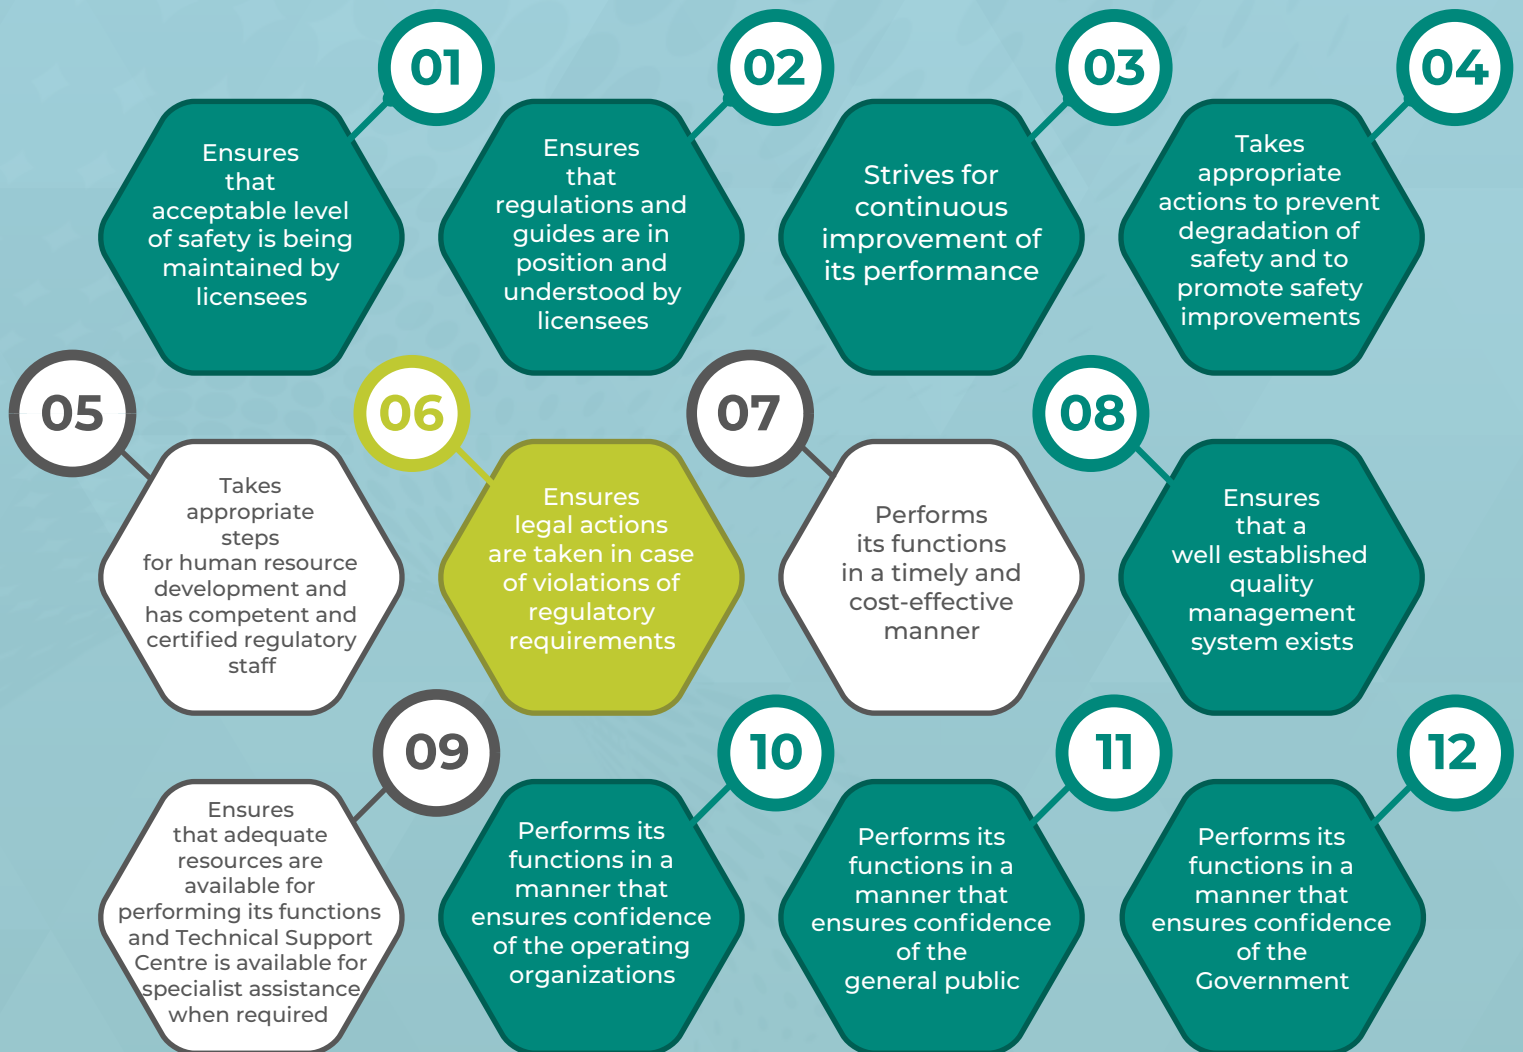 01
Ensures
that
acceptable level
of safety is being
maintained by
licensees
02
Ensures
that
regulations and
guides are in
position and
understood by
licensees
03
Strives for
continuous
improvement of
its performance
04
Takes
appropriate
actions to prevent
degradation of
safety and to
promote safety
improvements
05
Takes
appropriate
steps
for human resource
development and
has competent and
certified regulatory
staff
06
Ensures
legal actions
are taken in case
of violations of
regulatory
requirements
07
Performs
its functions
in a timely and
cost-effective
manner
08
Ensures
that a
well established
quality
management
system exists
09
Ensures
that adequate
resources are
available for
performing its functions
and Technical Support
Centre is available for
specialist assistance
when required
10
Performs its
functions in a
manner that
ensures confidence
of the operating
organizations
11
Performs its
functions in a
manner that
ensures confidence
of the
general public
12
Performs its
functions in a
manner that
ensures confidence
of the
Government